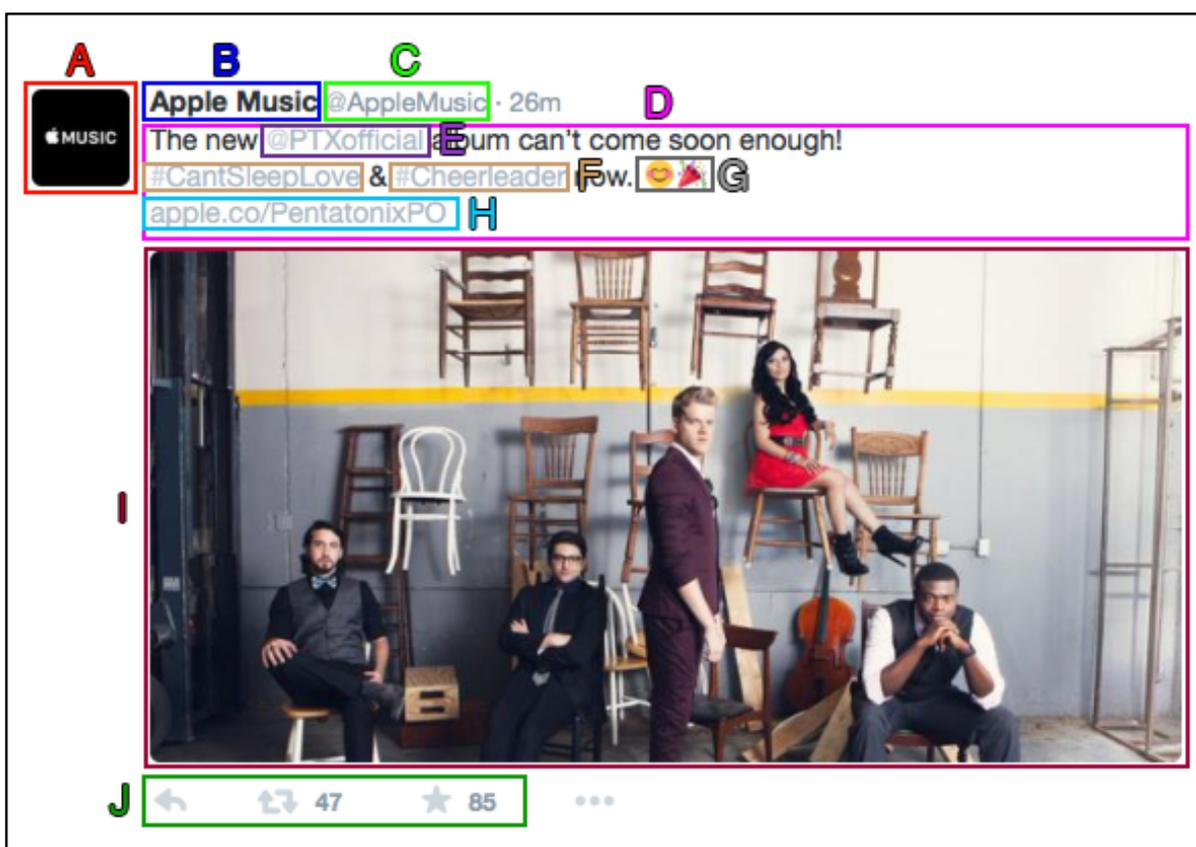 A
B
C
MUSIC
Apple Music @AppleMusic · 26m
D
The new @PTXofficial album can't come soon enough!
E
#CantSleepLove & #Cheerleader now. 😊🎉
F
G
apple.co/PentatonixPO
H
I
J
47
85